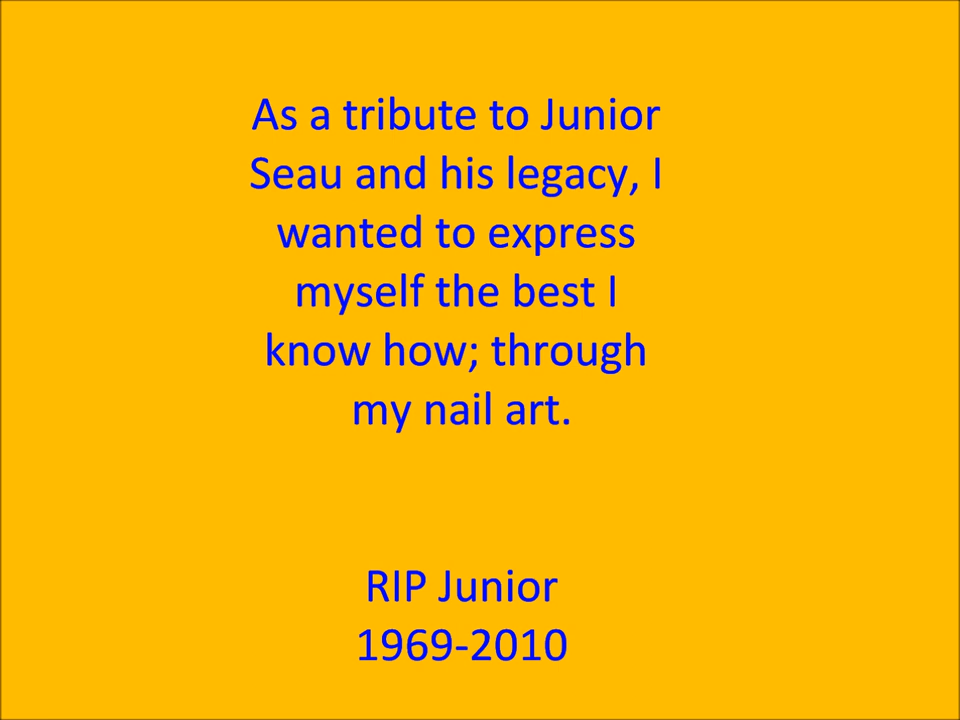 As a tribute to Junior
Seau and his legacy, I
wanted to express
myself the best I
know how; through
my nail art.
RIP Junior
1969-2010